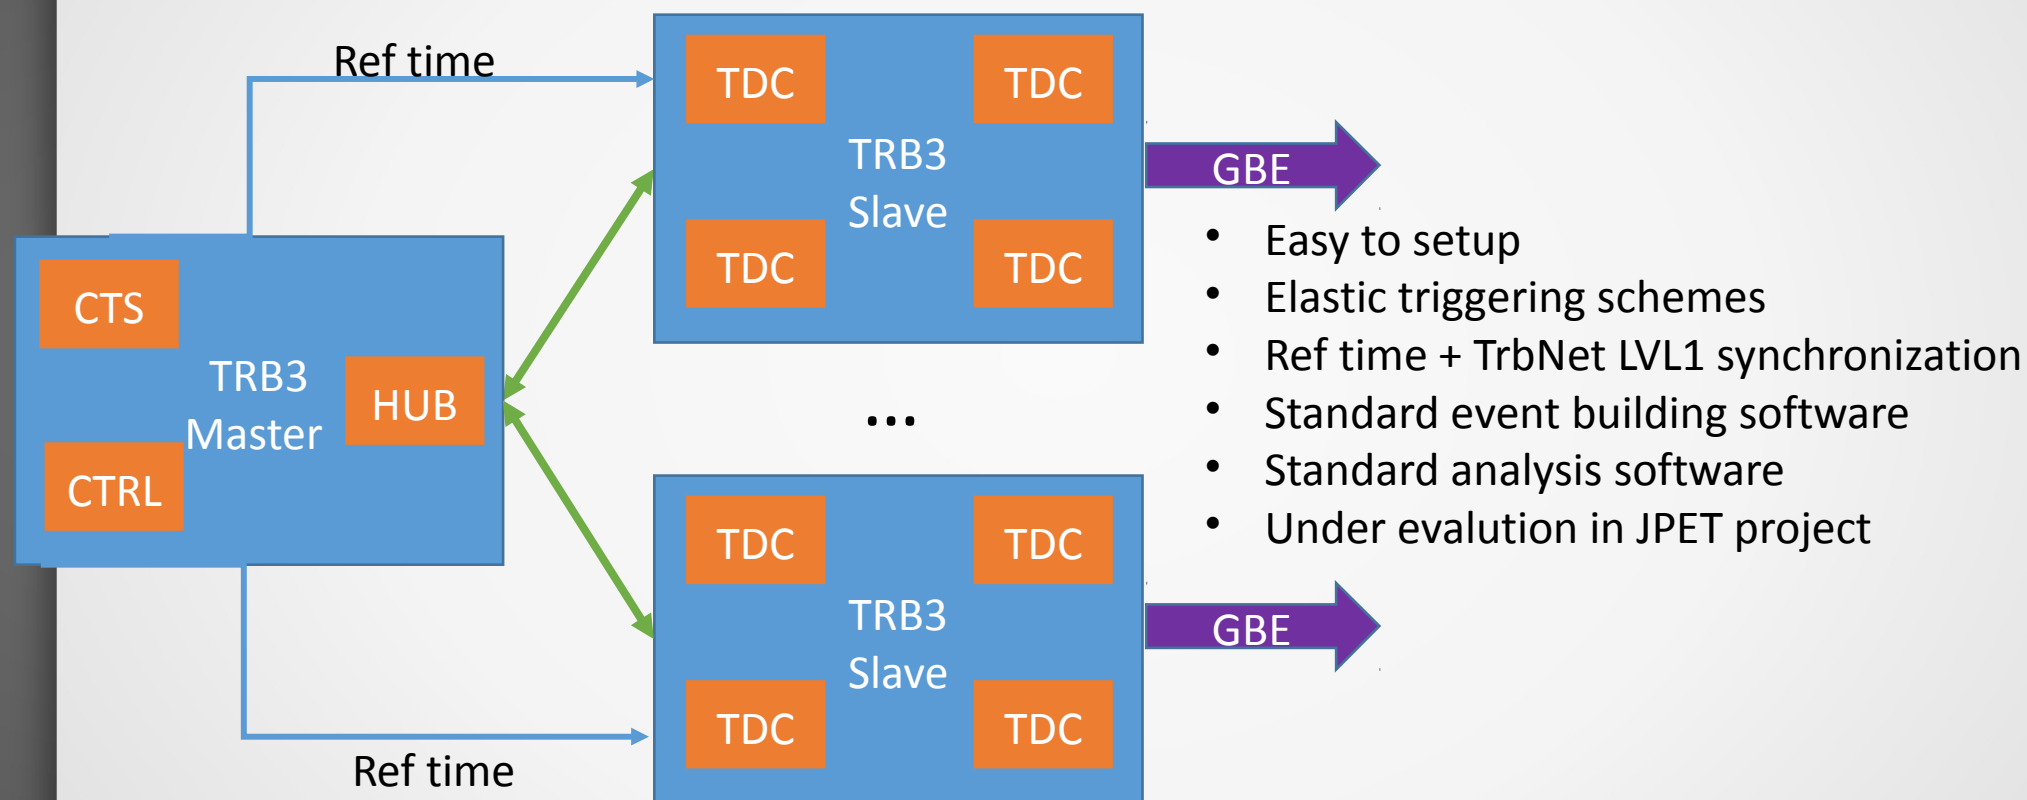 Ref time
TDC
TDC
TRB3
Slave
TDC
TDC
GBE
CTS
TRB3
Master
HUB
CTRL
...
Easy to setup
Elastic triggering schemes
Ref time + TrbNet LVL1 synchronization
Standard event building software
Standard analysis software
Under evalution in JPET project
TDC
TDC
TRB3
Slave
TDC
TDC
GBE
Ref time